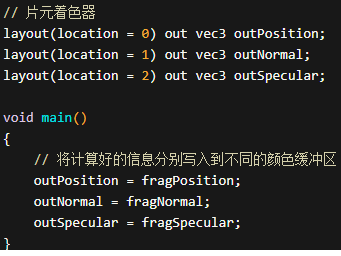 // 片元着色器
layout(location = 0) out vec3 outPosition;
layout(location = 1) out vec3 outNormal;
layout(location = 2) out vec3 outSpecular;
void main()
{
// 将计算好的信息分别写入到不同的颜色缓冲区
outPosition = fragPosition;
outNormal = fragNormal;
outSpecular = fragSpecular;
}